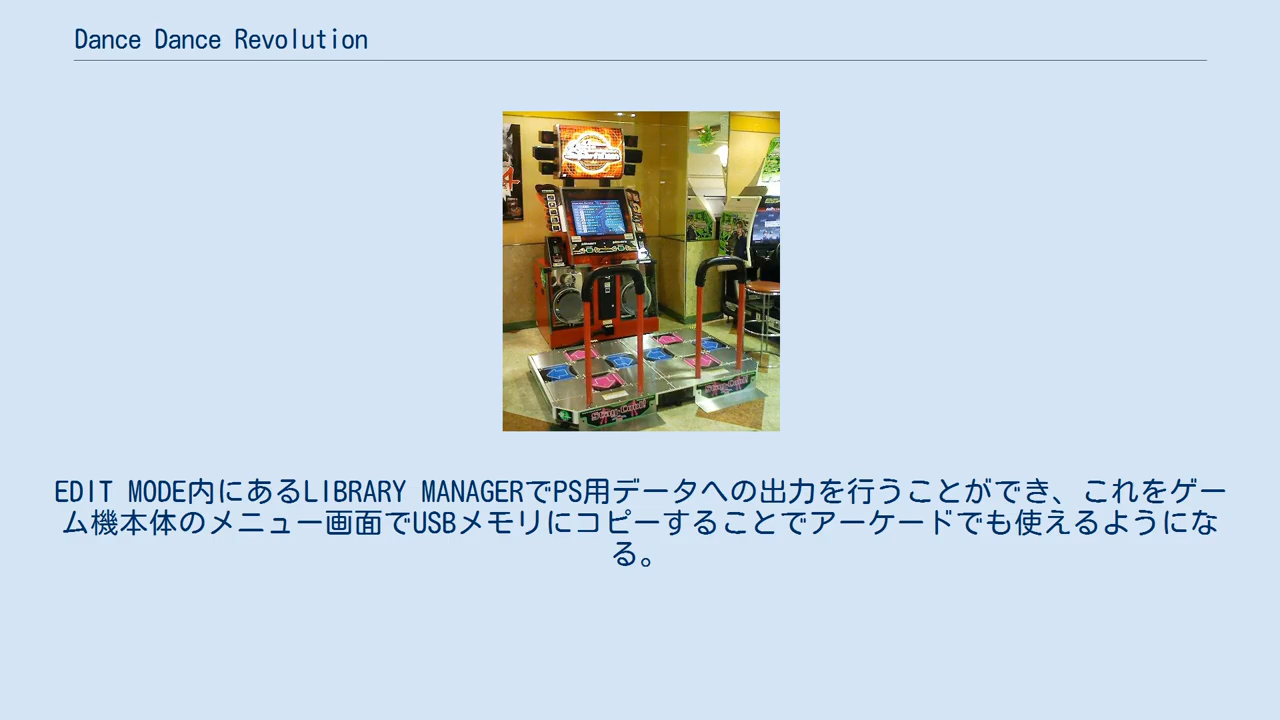 Dance Dance Revolution
EDIT MODE内にあるLIBRARY MANAGERでPS用データへの出力を行うことができ、これをゲー
ム機本体のメニュー画面でUSBメモリにコピーすることでアーケードでも使えるようにな
る。